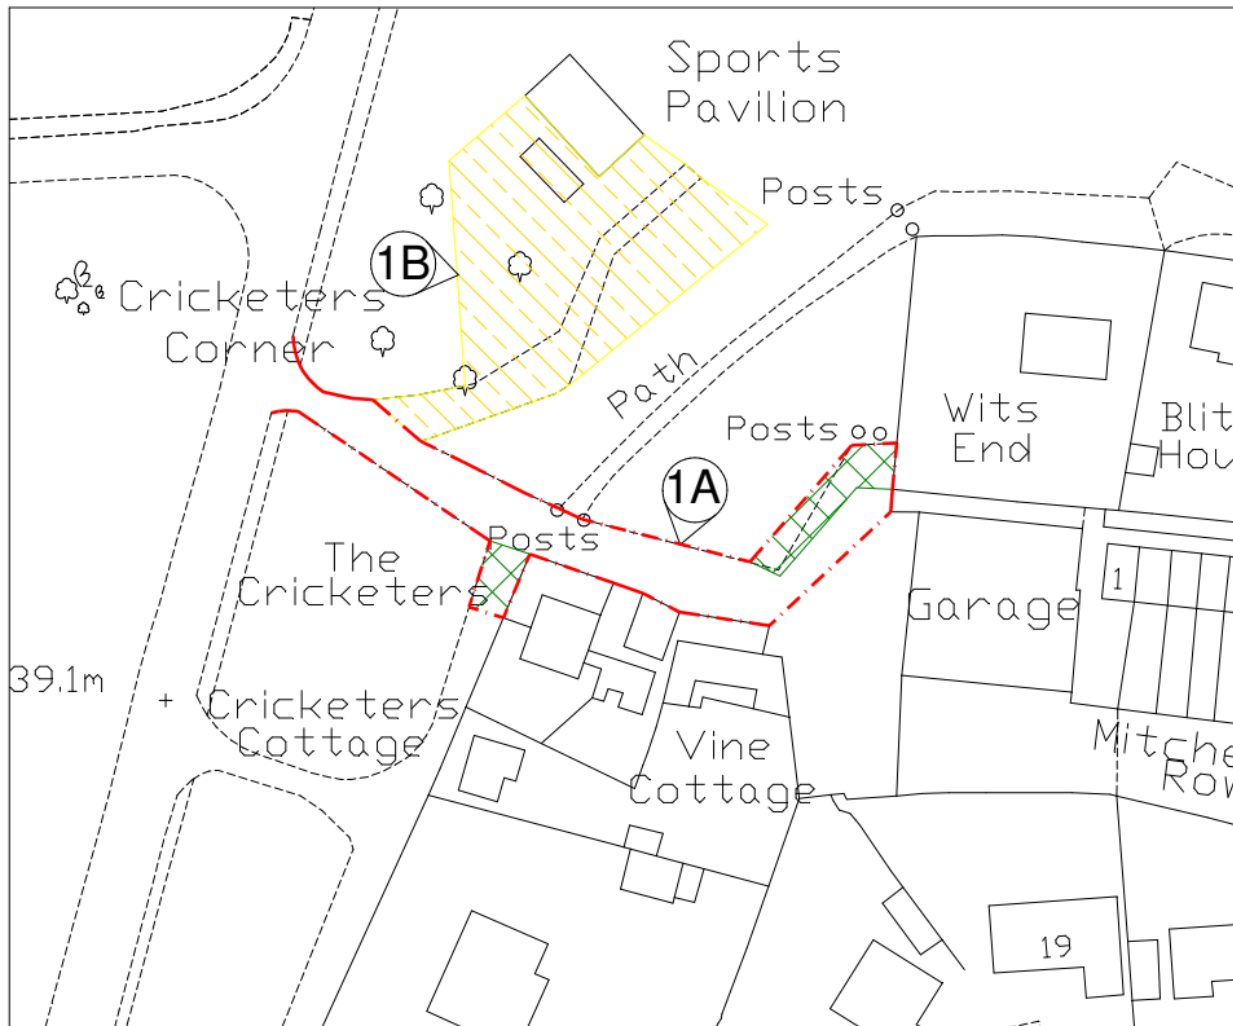 Sports
Pavilion
Posts
1B
Cricketers
Corner
Path
Wits
End
Posts
1A
Posts
The
Cricketers
Garage
1
39.1m
Cricketers
Cottage
Vine
Cottage
19